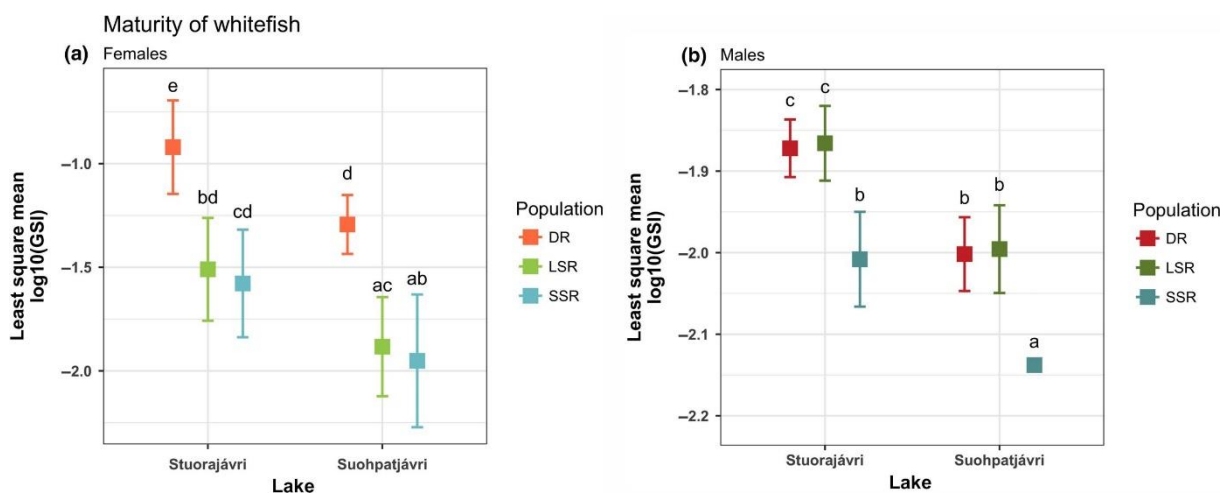 Maturity of whitefish
(a) Females
e
bd
cd
d
ac
ab
–1.0
–1.5
–2.0
Least square mean
log10(GSI)
Stuorajávri
Suohpatjávri
Lake
Population
DR
LSR
SSR
(b) Males
c
c
b
b
b
a
–1.8
–1.9
–2.0
–2.1
–2.2
Least square mean
log10(GSI)
Stuorajávri
Suohpatjávri
Lake
Population
DR
LSR
SSR